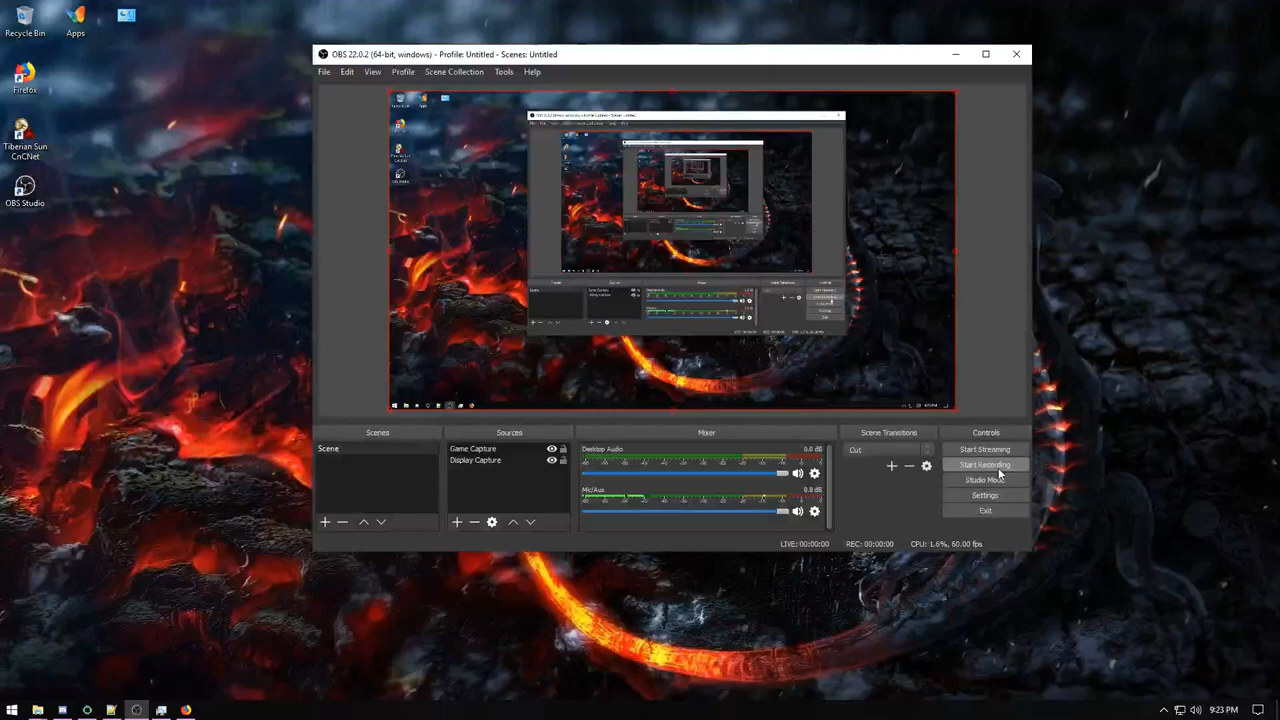 Recycle Bin
Apps
Firefox
Tiberian Sun
CnCNet
OBS Studio
OBS 22.0.2 (64-bit, windows) - Profile: Untitled - Scenes: Untitled
File Edit View Profile Scene Collection Tools Help
Scenes Sources Mixer Scene Transitions Controls
Scene
Game Capture
Display Capture
Desktop Audio 0.0 dB
Mic/Aux 0.0 dB
Cut
Start Streaming
Start Recording
Studio Mode
Settings
Exit
LIVE: 00:00:00 REC: 00:00:00 CPU: 1.6%, 60.00 fps
9:23 PM